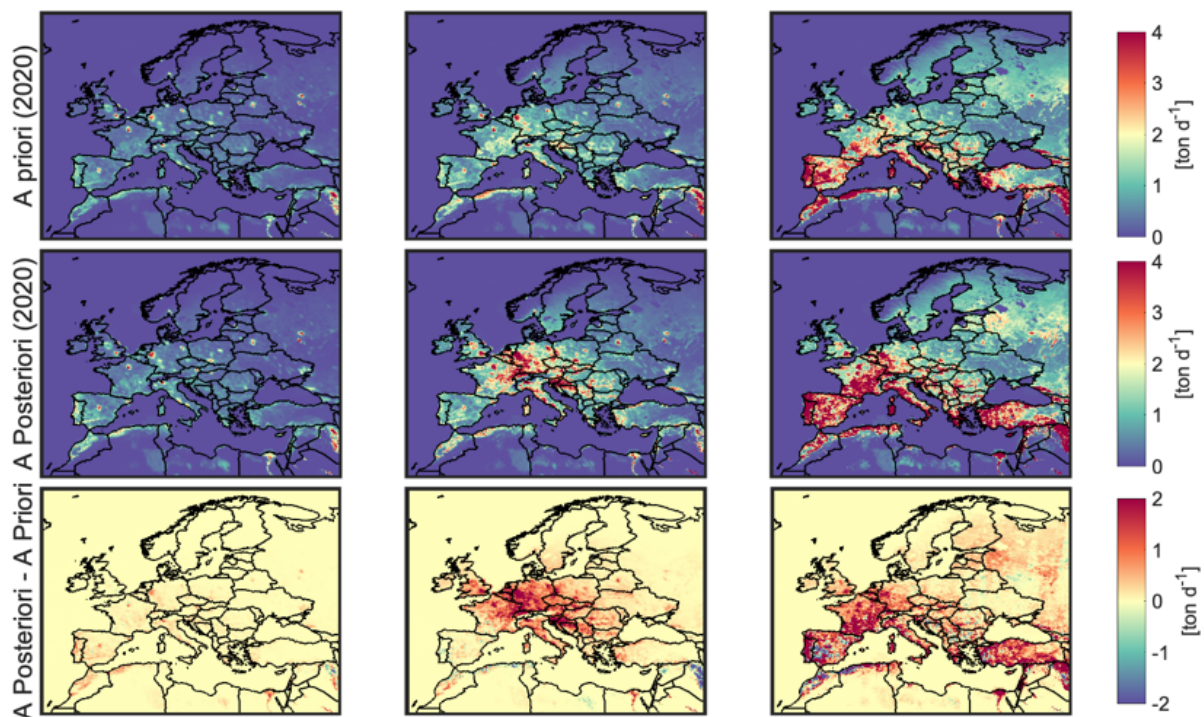 A priori (2020)
4
3
2
1
0
[ton d⁻¹]
A Posteriori (2020)
4
3
2
1
0
[ton d⁻¹]
A Posteriori - A Priori
2
1
0
-1
-2
[ton d⁻¹]